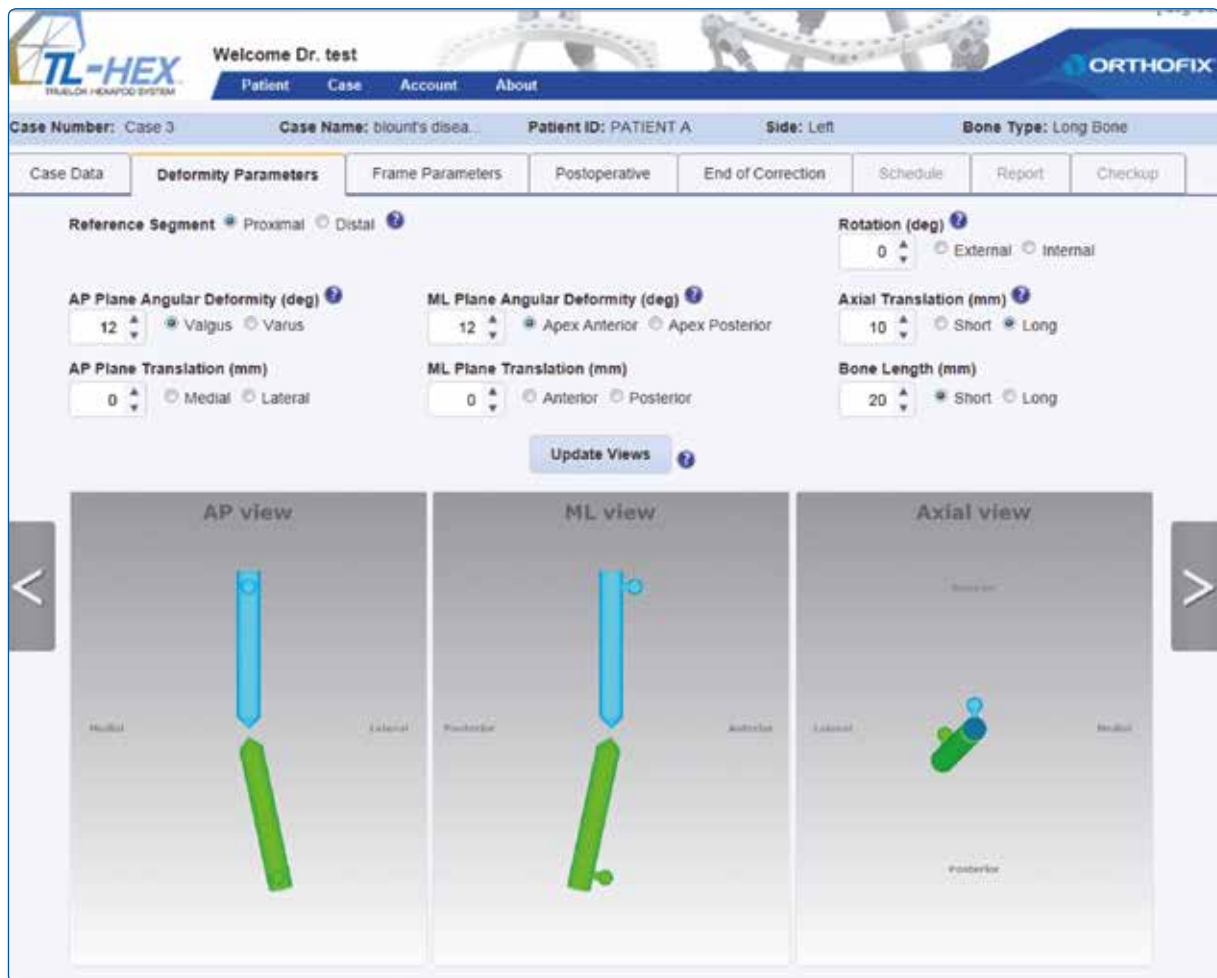 TL-HEX
TRUELOK HEXAPOD SYSTEM
Welcome Dr. test
ORTHOFIX
Patient Case Account About
Case Number: Case 3 Case Name: blount's disea... Patient ID: PATIENT A Side: Left Bone Type: Long Bone
Case Data Deformity Parameters Frame Parameters Postoperative End of Correction Schedule Report Checkup
Reference Segment Proximal Distal ? Rotation (deg) ?
0 External Internal
AP Plane Angular Deformity (deg) ? ML Plane Angular Deformity (deg) ? Axial Translation (mm) ?
12 Valgus Varus 12 Apex Anterior Apex Posterior 10 Short Long
AP Plane Translation (mm) ML Plane Translation (mm) Bone Length (mm)
0 Medial Lateral 0 Anterior Posterior 20 Short Long
Update Views ?
AP view ML view Axial view
< >
Medial Lateral Posterior Anterior Lateral Medial
Posterior